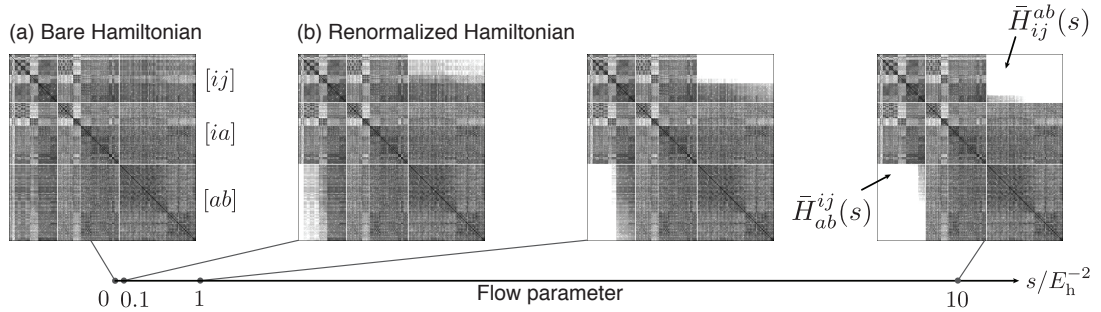 (a) Bare Hamiltonian
(b) Renormalized Hamiltonian
H̄_{ij}^{ab}(s)
[ij]
[ia]
[ab]
H̄_{ab}^{ij}(s)
0
0.1
1
Flow parameter
10
s/E_h^{-2}